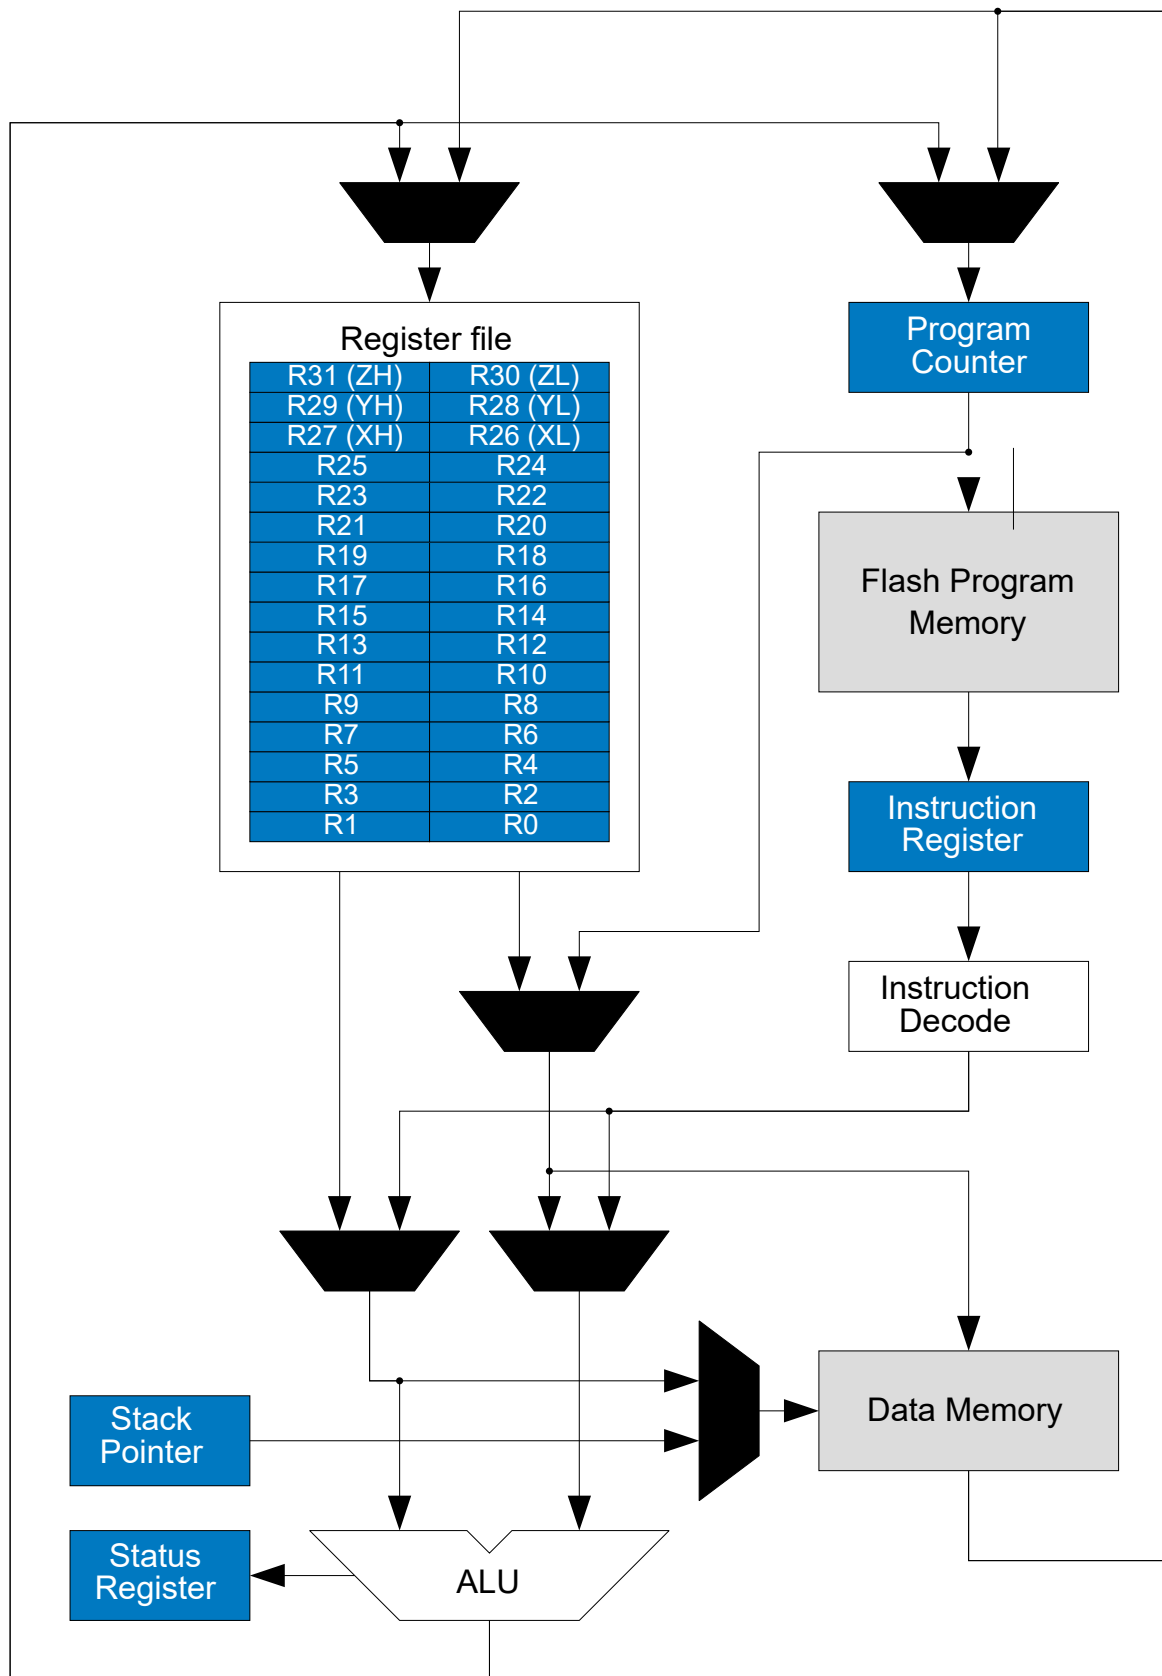 Register file
R31 (ZH) R30 (ZL)
R29 (YH) R28 (YL)
R27 (XH) R26 (XL)
R25 R24
R23 R22
R21 R20
R19 R18
R17 R16
R15 R14
R13 R12
R11 R10
R9 R8
R7 R6
R5 R4
R3 R2
R1 R0
Program
Counter
Flash Program
Memory
Instruction
Register
Instruction
Decode
Stack
Pointer
Data Memory
Status
Register
ALU